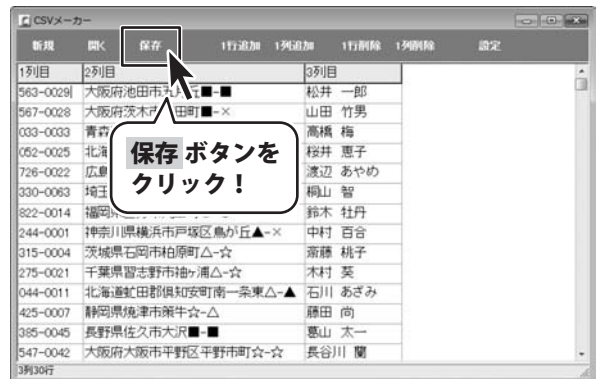 CSVメーカー
新規 開く 保存 1行追加 1列追加 1行削除 1列削除 設定
1列目 2列目 3列目
563-0029 大阪府池田市 ■-■ 松井 一郎
567-0028 大阪府茨木市 田町■-× 山田 竹男
033-0033 青森 高橋 梅
052-0025 北海 桜井 恵子
726-0022 広島 渡辺 あやめ
330-0063 埼玉 桐山 智
822-0014 福岡 鈴木 牡丹
244-0001 神奈川県横浜市戸塚区鳥が丘▲-× 中村 百合
315-0004 茨城県石岡市柏原町△-☆ 斎藤 桃子
275-0021 千葉県習志野市袖ヶ浦△-☆ 木村 葵
044-0011 北海道虻田郡倶知安町南一条東△-▲ 石川 あざみ
425-0007 静岡県焼津市策牛☆-△ 藤田 尚
385-0045 長野県佐久市大沢■-■ 葛山 太一
547-0042 大阪府大阪市平野区平野市町☆-☆ 長谷川 蘭
3列30行
保存 ボタンを
クリック！